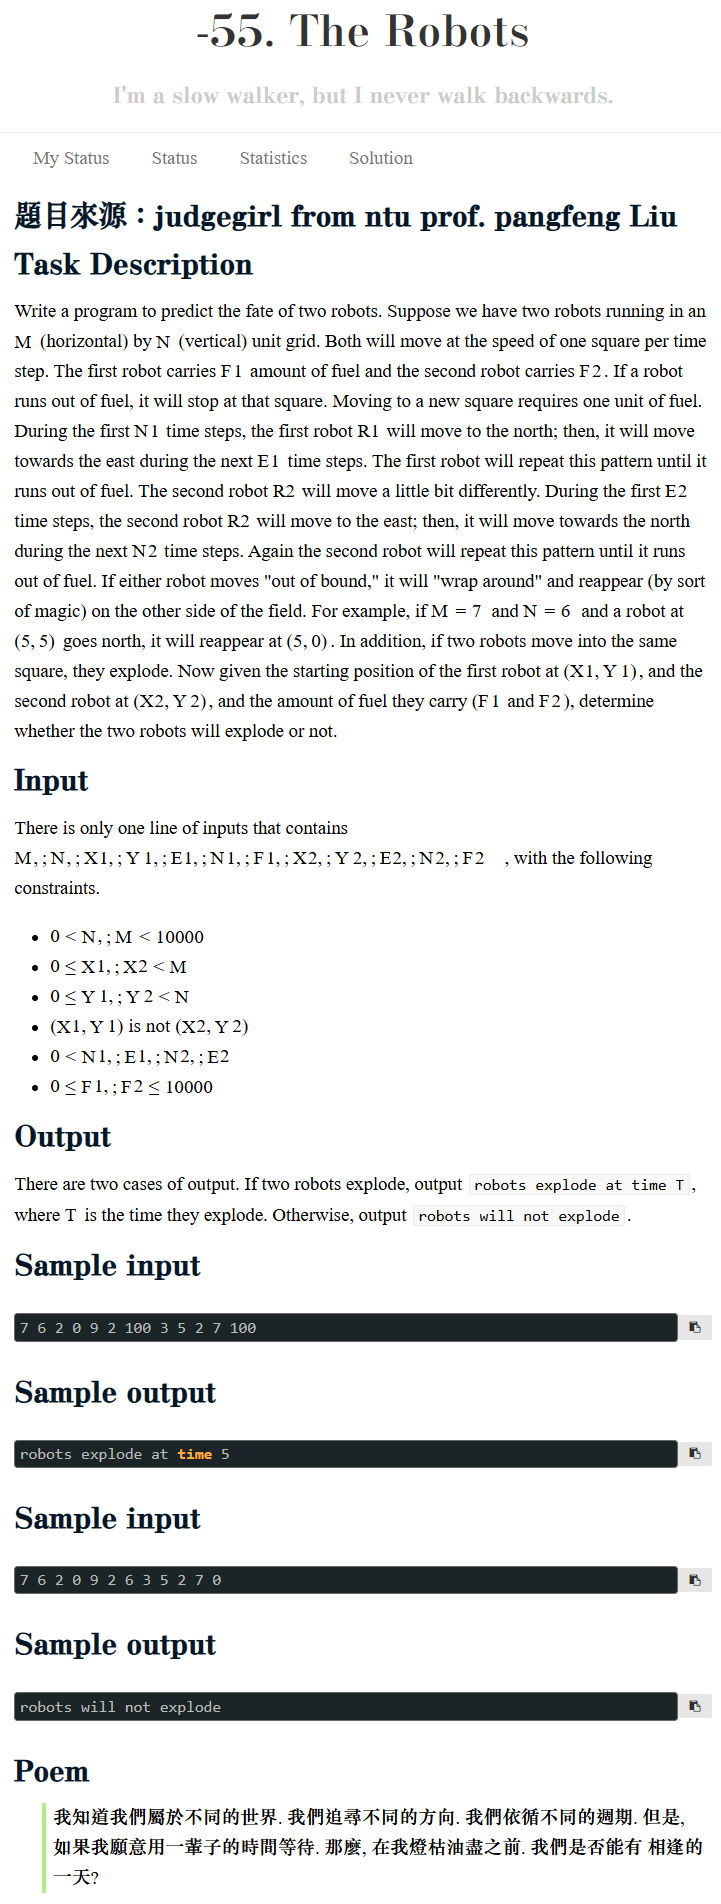 -55. The Robots
I'm a slow walker, but I never walk backwards.
My Status Status Statistics Solution
題目來源：judgegirl from ntu prof. pangfeng Liu
Task Description
Write a program to predict the fate of two robots. Suppose we have two robots running in an
M (horizontal) by N (vertical) unit grid. Both will move at the speed of one square per time
step. The first robot carries F1 amount of fuel and the second robot carries F2. If a robot
runs out of fuel, it will stop at that square. Moving to a new square requires one unit of fuel.
During the first N1 time steps, the first robot R1 will move to the north; then, it will move
towards the east during the next E1 time steps. The first robot will repeat this pattern until it
runs out of fuel. The second robot R2 will move a little bit differently. During the first E2
time steps, the second robot R2 will move to the east; then, it will move towards the north
during the next N2 time steps. Again the second robot will repeat this pattern until it runs
out of fuel. If either robot moves "out of bound," it will "wrap around" and reappear (by sort
of magic) on the other side of the field. For example, if M = 7 and N = 6 and a robot at
(5, 5) goes north, it will reappear at (5, 0). In addition, if two robots move into the same
square, they explode. Now given the starting position of the first robot at (X1, Y1), and the
second robot at (X2, Y2), and the amount of fuel they carry (F1 and F2), determine
whether the two robots will explode or not.
Input
There is only one line of inputs that contains
M, ; N, ; X1, ; Y1, ; E1, ; N1, ; F1, ; X2, ; Y2, ; E2, ; N2, ; F2 , with the following
constraints.
• 0 < N, ; M < 10000
• 0 ≤ X1, ; X2 < M
• 0 ≤ Y1, ; Y2 < N
• (X1, Y1) is not (X2, Y2)
• 0 < N1, ; E1, ; N2, ; E2
• 0 ≤ F1, ; F2 ≤ 10000
Output
There are two cases of output. If two robots explode, output robots explode at time T ,
where T is the time they explode. Otherwise, output robots will not explode .
Sample input
7 6 2 0 9 2 100 3 5 2 7 100
Sample output
robots explode at time 5
Sample input
7 6 2 0 9 2 6 3 5 2 7 0
Sample output
robots will not explode
Poem
我知道我們屬於不同的世界. 我們追尋不同的方向. 我們依循不同的週期. 但是,
如果我願意用一輩子的時間等待. 那麼, 在我燈枯油盡之前. 我們是否能有 相逢的
一天?